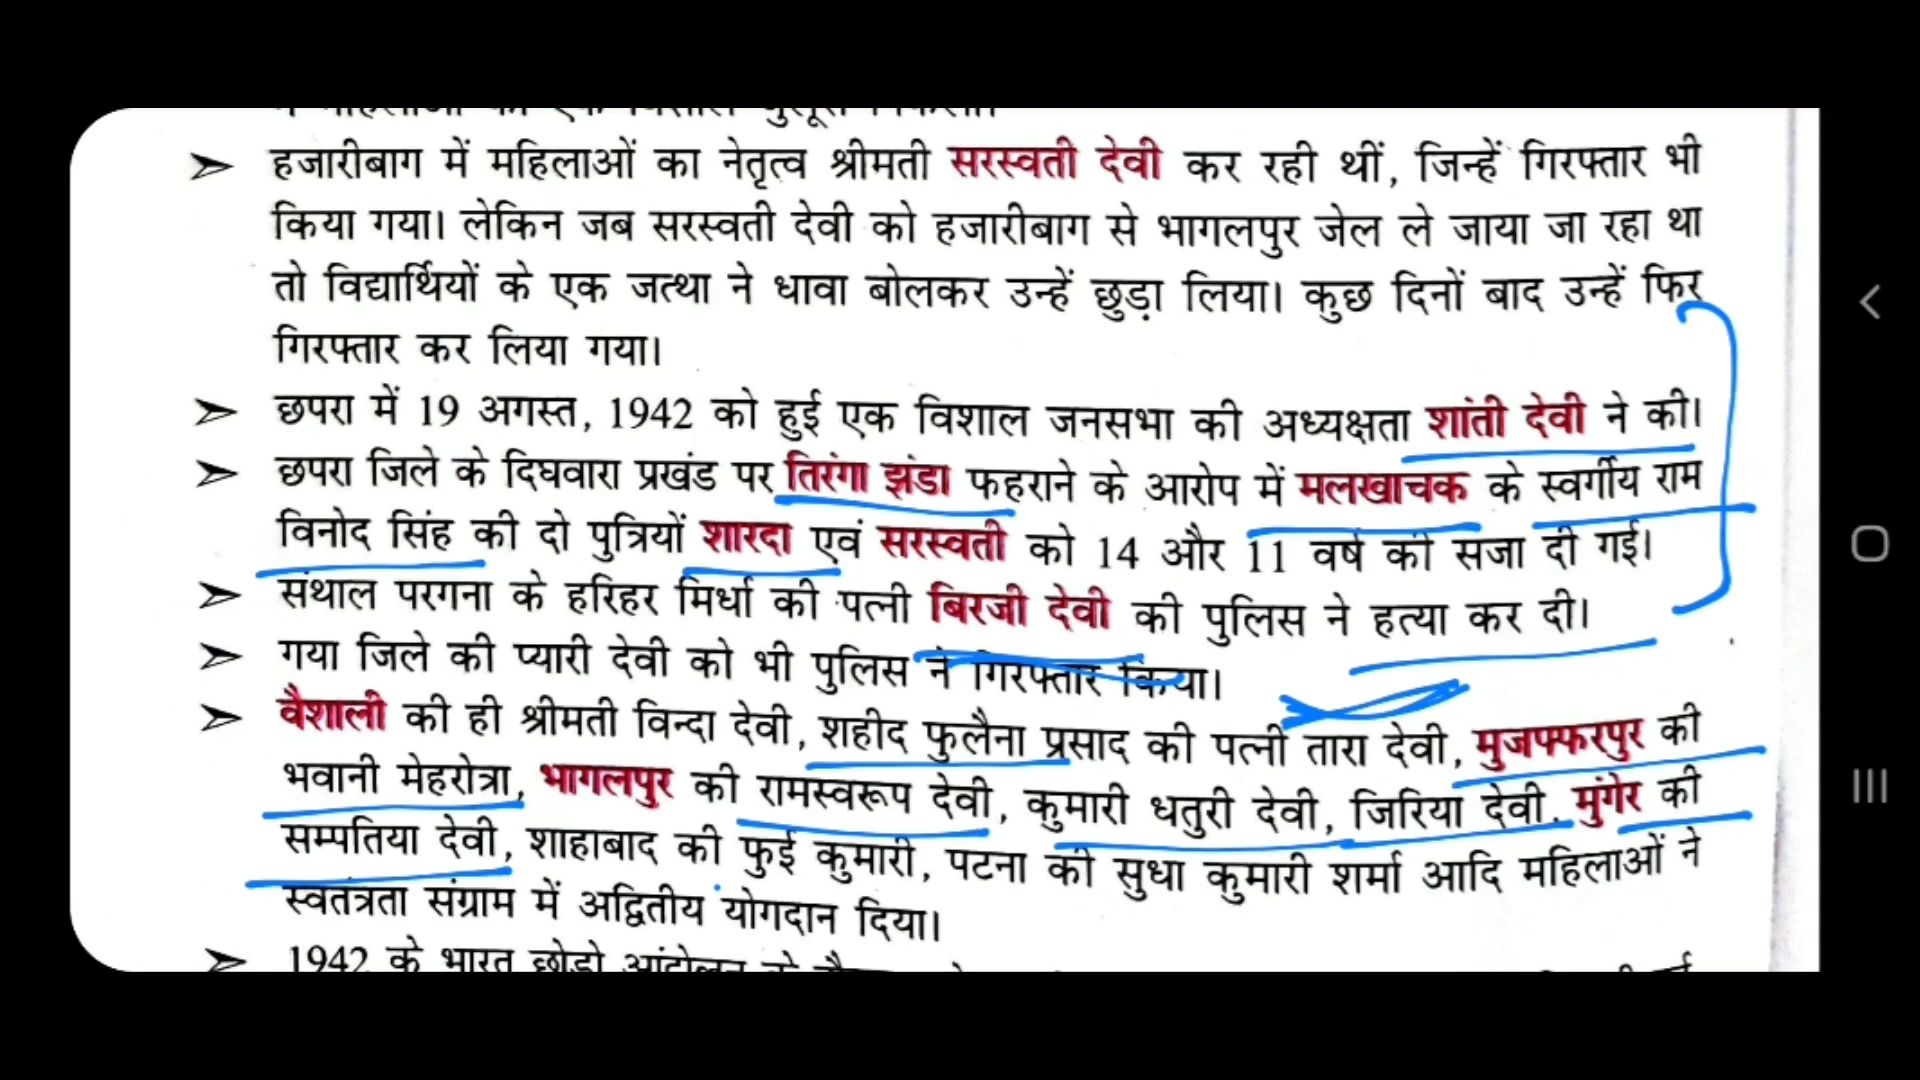 ➢ हजारीबाग में महिलाओं का नेतृत्व श्रीमती सरस्वती देवी कर रही थीं, जिन्हें गिरफ्तार भी
किया गया। लेकिन जब सरस्वती देवी को हजारीबाग से भागलपुर जेल ले जाया जा रहा था
तो विद्यार्थियों के एक जत्था ने धावा बोलकर उन्हें छुड़ा लिया। कुछ दिनों बाद उन्हें फिर
गिरफ्तार कर लिया गया।
➢ छपरा में 19 अगस्त, 1942 को हुई एक विशाल जनसभा की अध्यक्षता शांती देवी ने की।
➢ छपरा जिले के दिघवारा प्रखंड पर तिरंगा झंडा फहराने के आरोप में मलखाचक के स्वर्गीय राम
विनोद सिंह की दो पुत्रियों शारदा एवं सरस्वती को 14 और 11 वर्ष की सजा दी गई।
➢ संथाल परगना के हरिहर मिर्धा की पत्नी बिरजी देवी की पुलिस ने हत्या कर दी।
➢ गया जिले की प्यारी देवी को भी पुलिस ने गिरफ्तार किया।
➢ वैशाली की ही श्रीमती विन्दा देवी, शहीद फुलैना प्रसाद की पत्नी तारा देवी, मुजफ्फरपुर की
भवानी मेहरोत्रा, भागलपुर की रामस्वरूप देवी, कुमारी धतुरी देवी, जिरिया देवी, मुंगेर की
सम्पतिया देवी, शाहाबाद की फुई कुमारी, पटना की सुधा कुमारी शर्मा आदि महिलाओं ने
स्वतंत्रता संग्राम में अद्वितीय योगदान दिया।
➢ 1942 के भारत छोड़ो आंदोलन